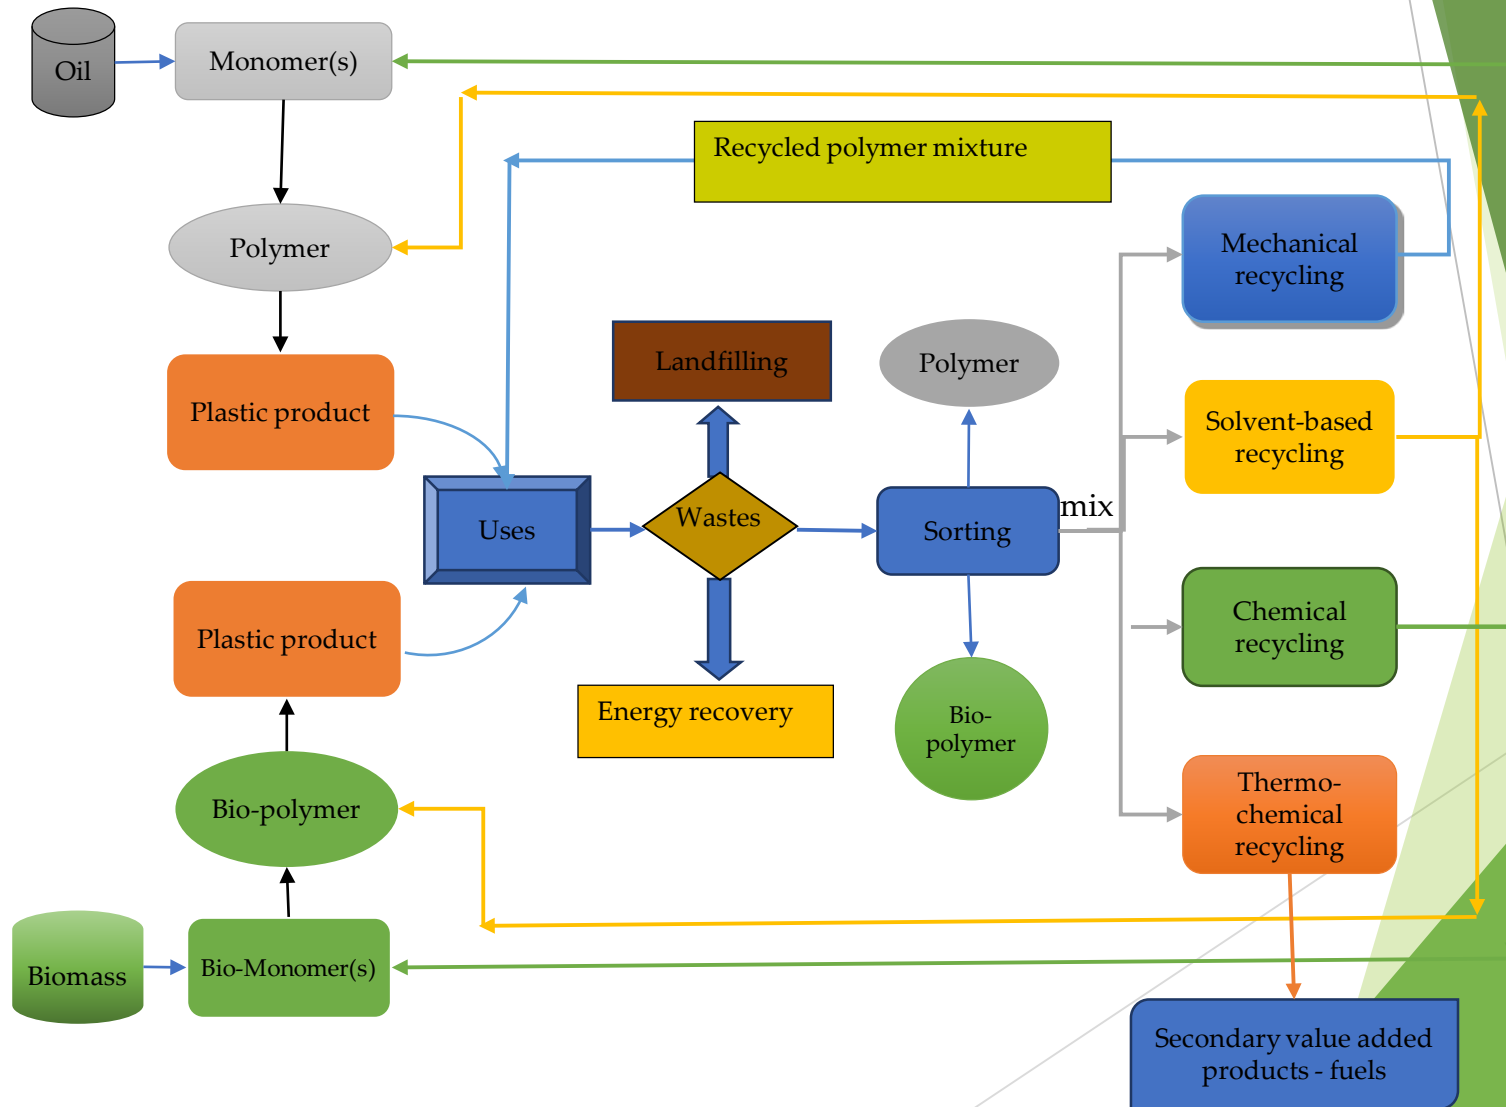 Oil
Monomer(s)
Recycled polymer mixture
Polymer
Mechanical
recycling
Landfilling
Polymer
Plastic product
Solvent-based
recycling
Uses
Wastes
Sorting
mix
Plastic product
Chemical
recycling
Energy recovery
Bio-
polymer
Bio-polymer
Thermo-
chemical
recycling
Biomass
Bio-Monomer(s)
Secondary value added
products - fuels